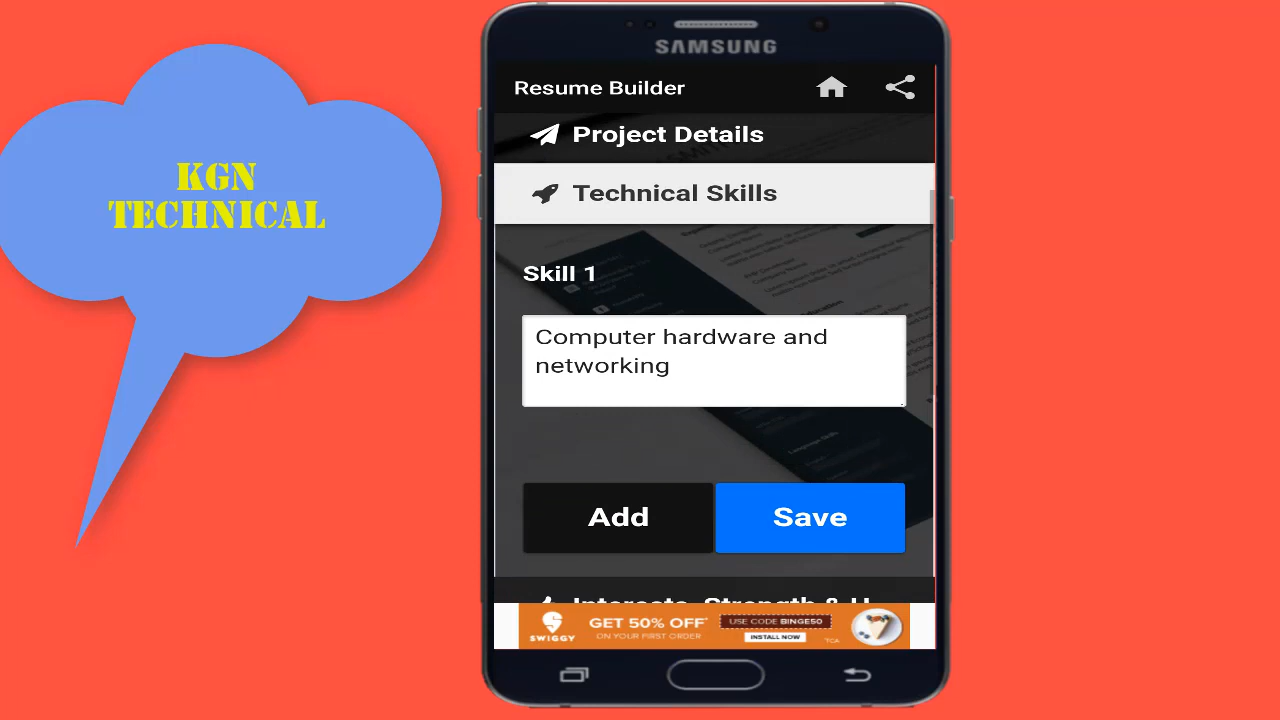 KGN
TECHNICAL
SAMSUNG
Resume Builder
Project Details
Technical Skills
Skill 1
Computer hardware and
networking
Add
Save
SWIGGY
GET 50% OFF*
ON YOUR FIRST ORDER
USE CODE BINGE50
INSTALL NOW
*TCA